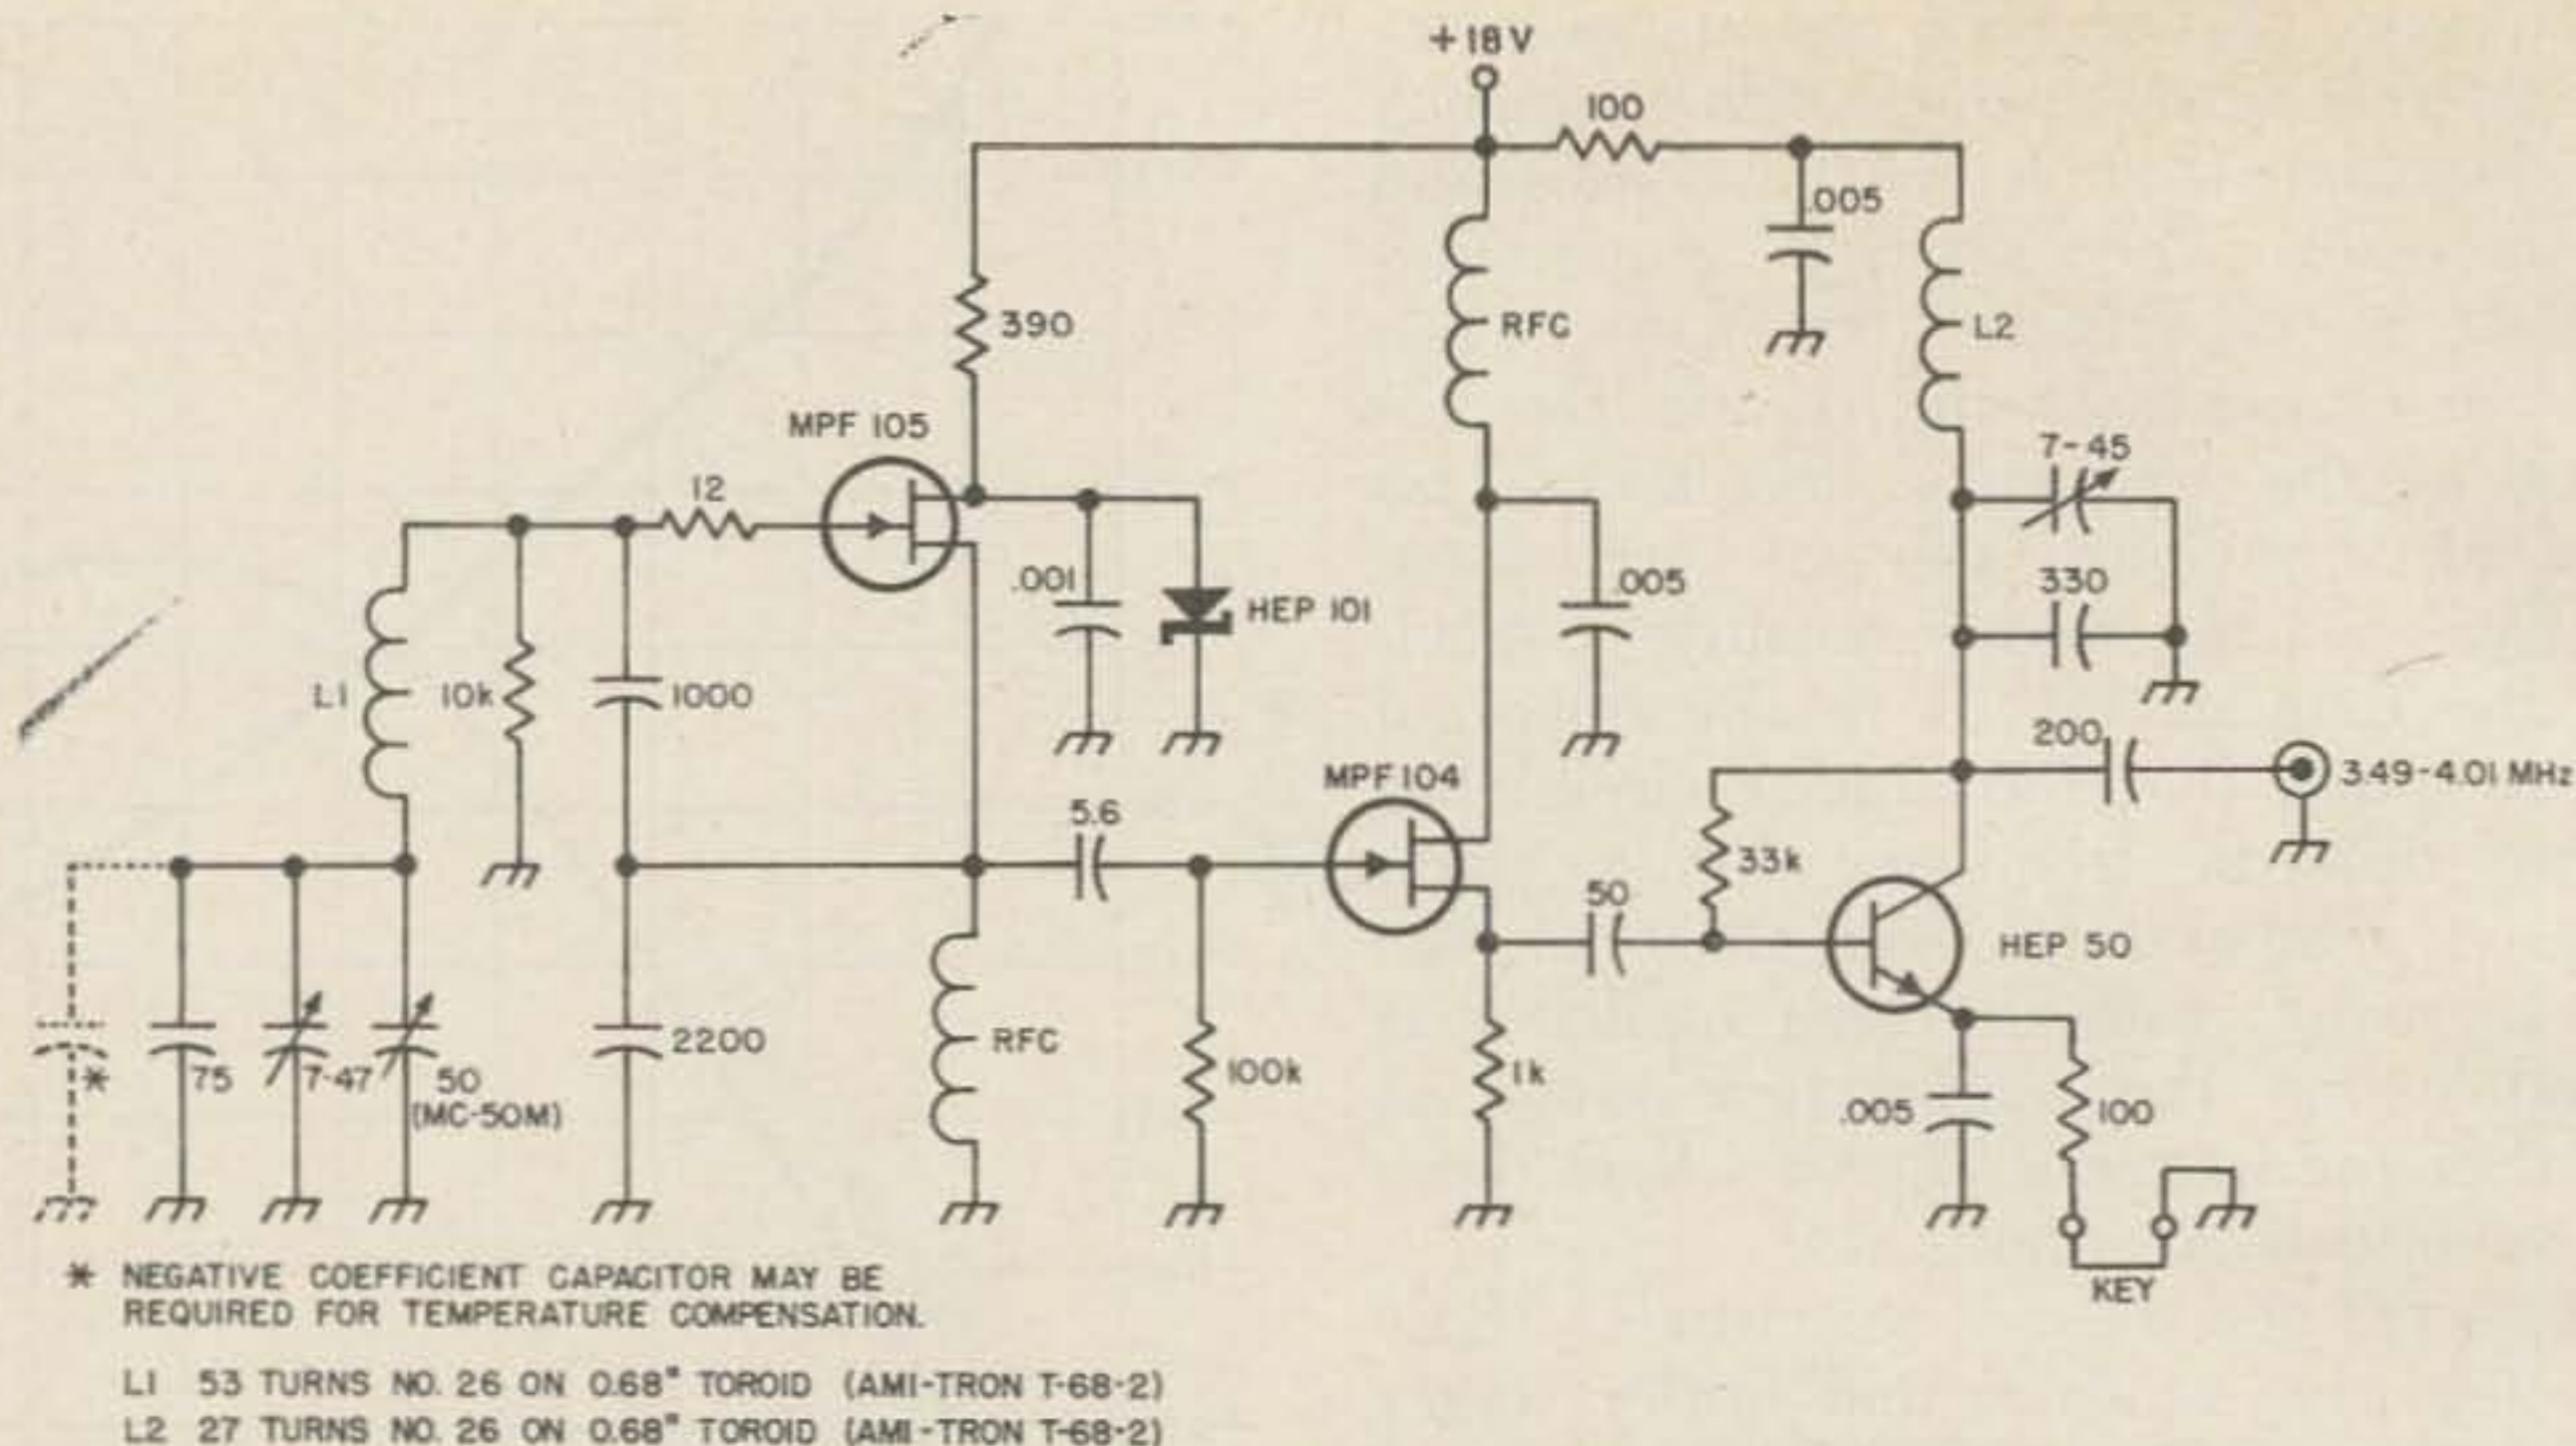 +18V
100
.005
390
RFC
L2
MPF 105
7-45
12
.001
HEP 101
.005
330
L1
10k
1000
200
3.49-4.01 MHz
MPF 104
5.6
33k
50
HEP 50
*
75
7-47
50
(MC-50M)
2200
RFC
100k
1k
.005
100
KEY
* NEGATIVE COEFFICIENT CAPACITOR MAY BE
REQUIRED FOR TEMPERATURE COMPENSATION.
L1 53 TURNS NO. 26 ON 0.68" TOROID (AMI-TRON T-68-2)
L2 27 TURNS NO. 26 ON 0.68" TOROID (AMI-TRON T-68-2)